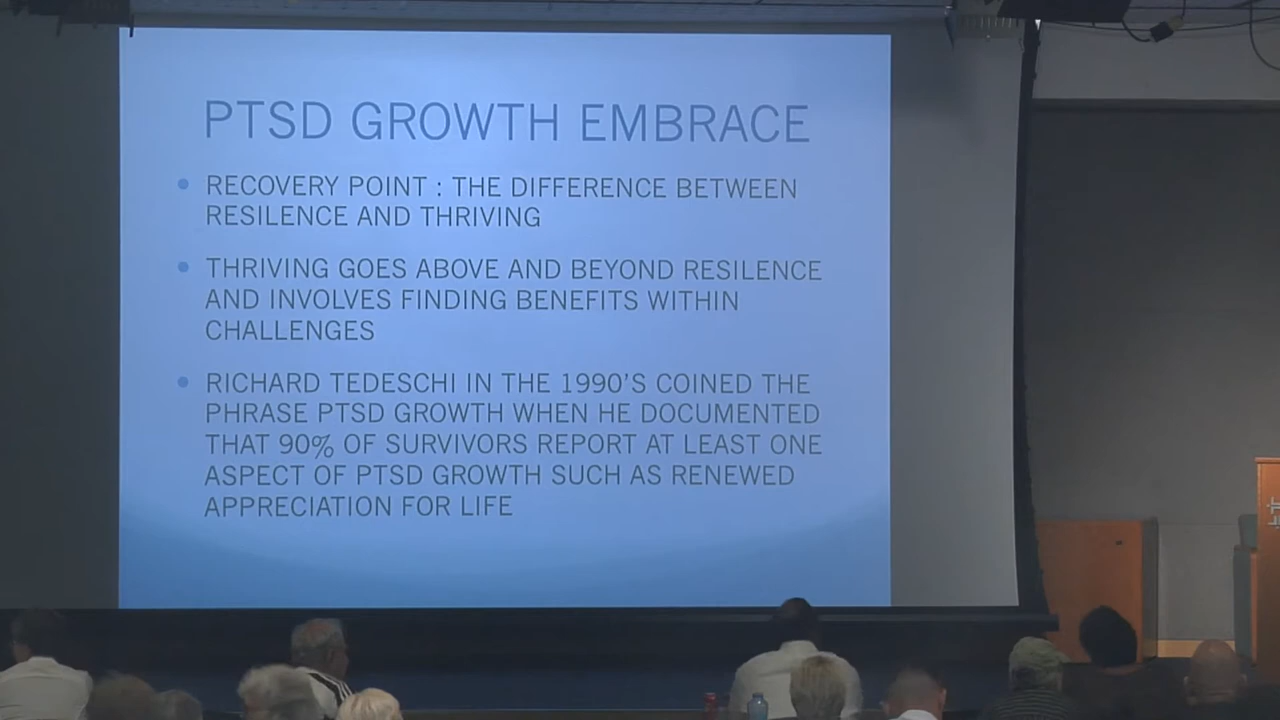 PTSD GROWTH EMBRACE
RECOVERY POINT : THE DIFFERENCE BETWEEN
RESILENCE AND THRIVING
THRIVING GOES ABOVE AND BEYOND RESILENCE
AND INVOLVES FINDING BENEFITS WITHIN
CHALLENGES
RICHARD TEDESCHI IN THE 1990'S COINED THE
PHRASE PTSD GROWTH WHEN HE DOCUMENTED
THAT 90% OF SURVIVORS REPORT AT LEAST ONE
ASPECT OF PTSD GROWTH SUCH AS RENEWED
APPRECIATION FOR LIFE